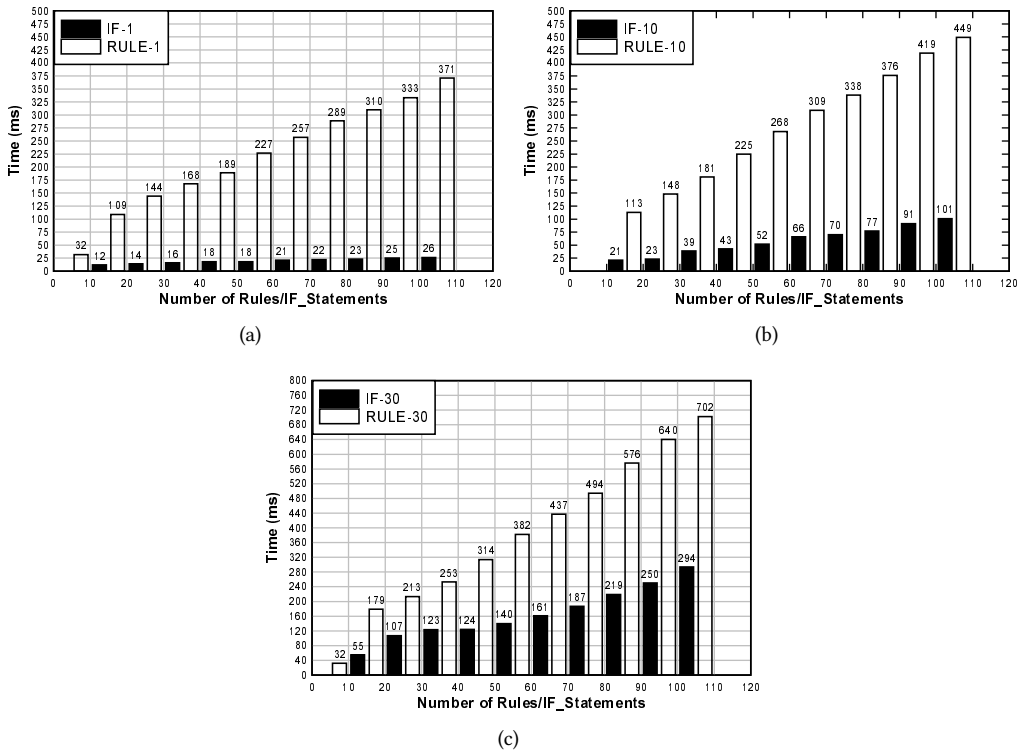 IF-1
RULE-1
500
475
450
425
400
375
350
325
300
275
250
225
200
175
150
125
100
75
50
25
0
Time (ms)
32 109 144 168 189 227 257 289 310 333 371
12 14 16 18 18 21 22 23 25 26
0 10 20 30 40 50 60 70 80 90 100 110 120
Number of Rules/IF_Statements
(a)
IF-10
RULE-10
500
475
450
425
400
375
350
325
300
275
250
225
200
175
150
125
100
75
50
25
0
Time (ms)
113 148 181 225 268 309 338 376 419 449
21 23 39 43 52 66 70 77 91 101
0 10 20 30 40 50 60 70 80 90 100 110 120
Number of Rules/IF_Statements
(b)
IF-30
RULE-30
800
760
720
680
640
600
560
520
480
440
400
360
320
280
240
200
160
120
80
40
0
Time (ms)
32 179 213 253 314 382 437 494 576 640 702
55 107 123 124 140 161 187 219 250 294
0 10 20 30 40 50 60 70 80 90 100 110 120
Number of Rules/IF_Statements
(c)